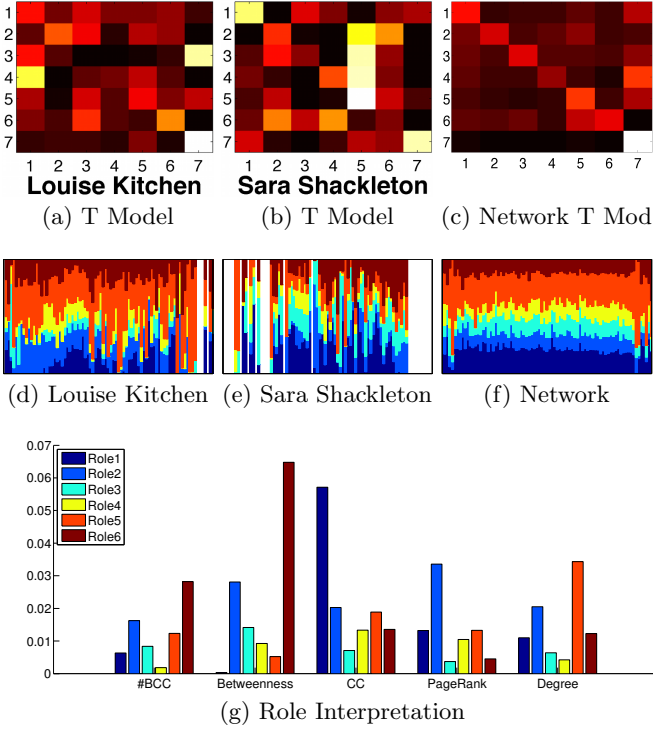 1
2
3
4
5
6
7
1 2 3 4 5 6 7
Louise Kitchen
(a) T Model
1
2
3
4
5
6
7
1 2 3 4 5 6 7
Sara Shackleton
(b) T Model
1
2
3
4
5
6
7
1 2 3 4 5 6 7
(c) Network T Mod
(d) Louise Kitchen
(e) Sara Shackleton
(f) Network
0.07
0.06
0.05
0.04
0.03
0.02
0.01
0
Role1
Role2
Role3
Role4
Role5
Role6
#BCC Betweenness CC PageRank Degree
(g) Role Interpretation